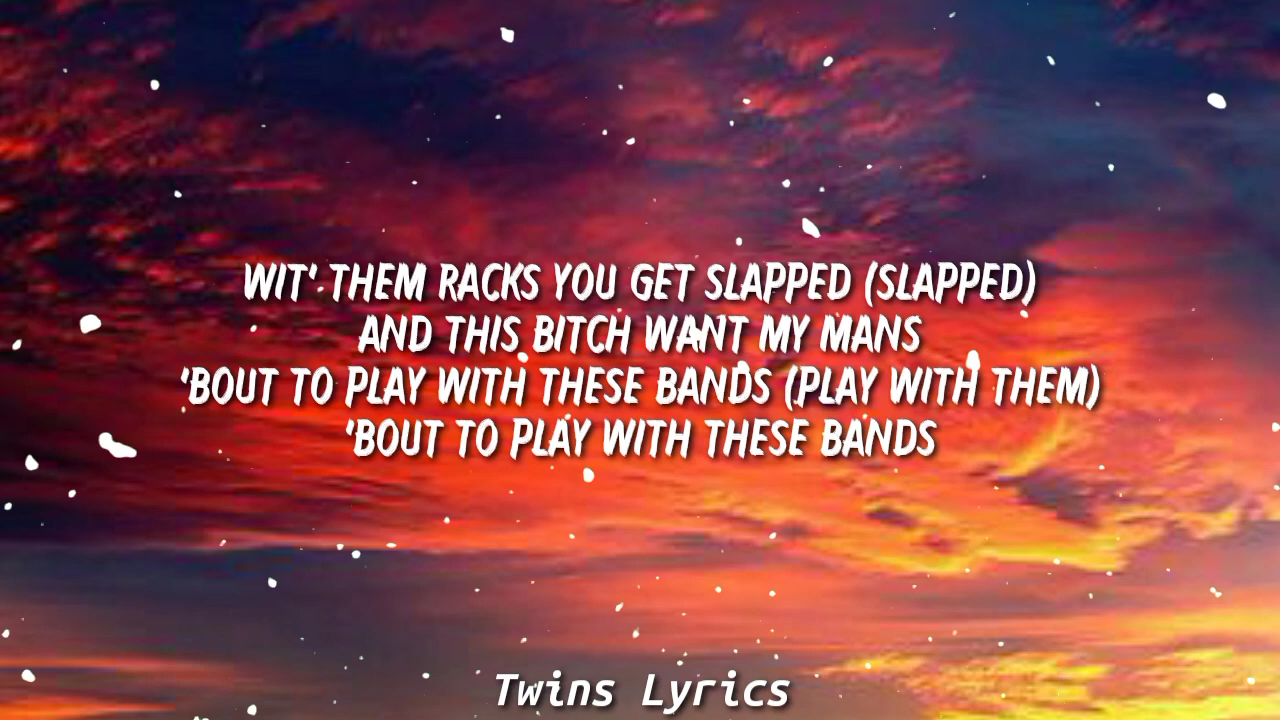 WIT' THEM RACKS YOU GET SLAPPED (SLAPPED)
AND THIS BITCH WANT MY MANS
'BOUT TO PLAY WITH THESE BANDS (PLAY WITH THEM)
'BOUT TO PLAY WITH THESE BANDS
Twins Lyrics